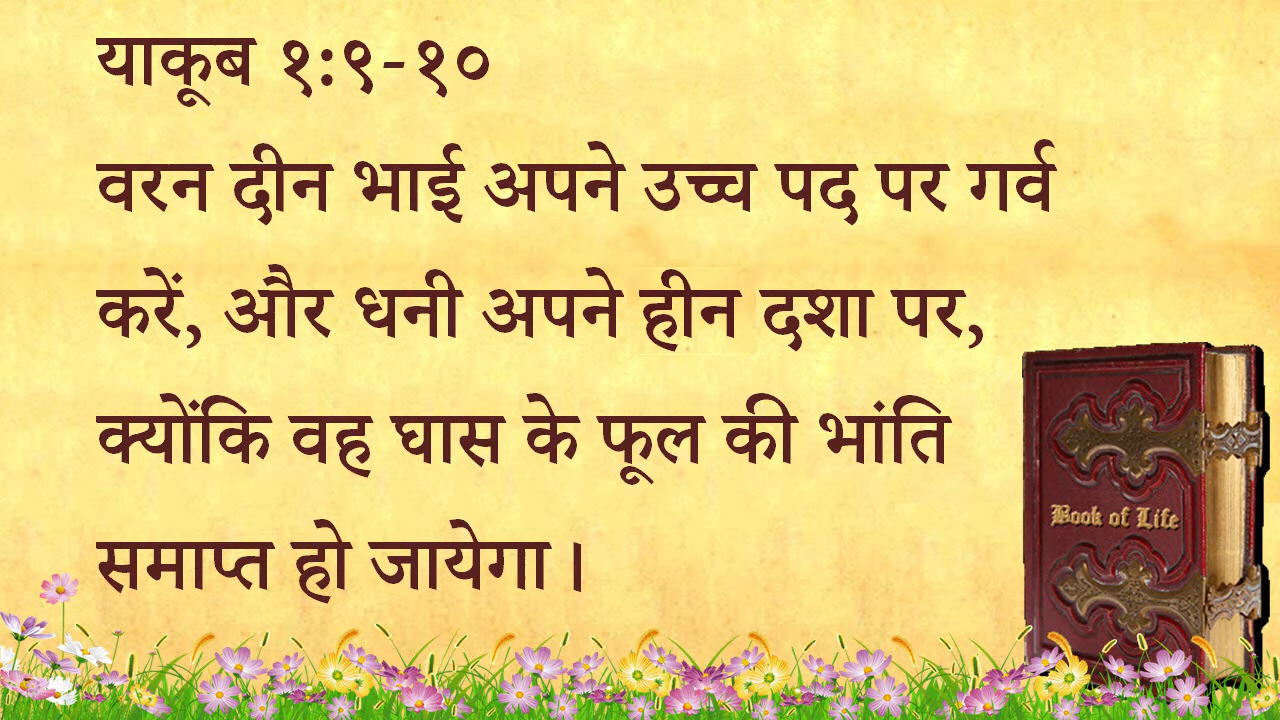 याकूब १:९-१०
वरन दीन भाई अपने उच्च पद पर गर्व
करें, और धनी अपने हीन दशा पर,
क्योंकि वह घास के फूल की भांति
समाप्त हो जायेगा।
Book of Life